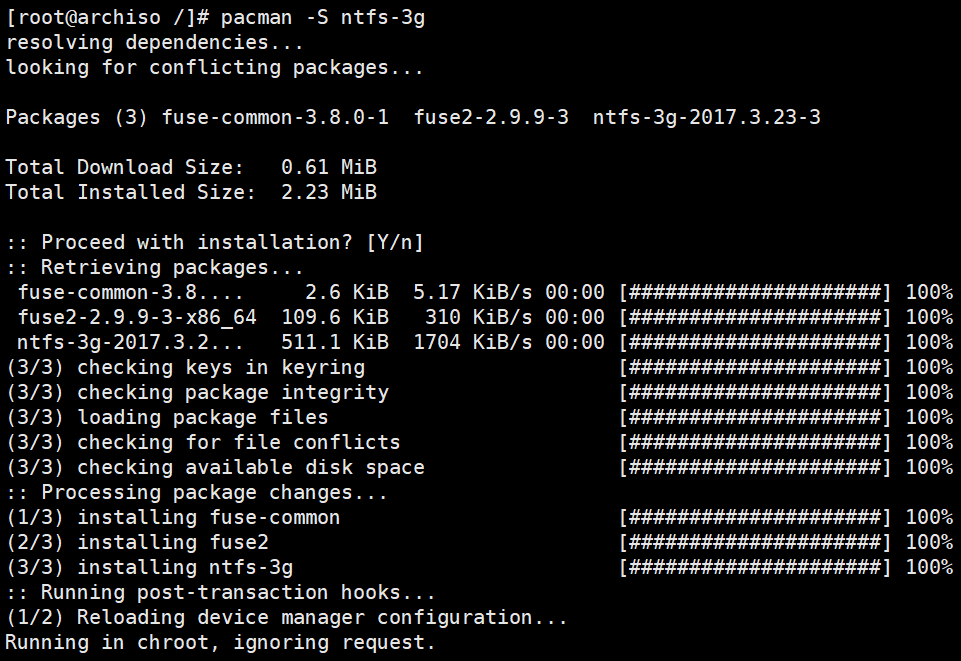 [root@archiso /]# pacman -S ntfs-3g
resolving dependencies...
looking for conflicting packages...

Packages (3) fuse-common-3.8.0-1  fuse2-2.9.9-3  ntfs-3g-2017.3.23-3

Total Download Size:   0.61 MiB
Total Installed Size:  2.23 MiB

:: Proceed with installation? [Y/n]
:: Retrieving packages...
 fuse-common-3.8....     2.6 KiB  5.17 KiB/s 00:00 [#####################] 100%
 fuse2-2.9.9-3-x86_64  109.6 KiB   310 KiB/s 00:00 [#####################] 100%
 ntfs-3g-2017.3.2...   511.1 KiB  1704 KiB/s 00:00 [#####################] 100%
(3/3) checking keys in keyring                     [#####################] 100%
(3/3) checking package integrity                   [#####################] 100%
(3/3) loading package files                        [#####################] 100%
(3/3) checking for file conflicts                  [#####################] 100%
(3/3) checking available disk space                [#####################] 100%
:: Processing package changes...
(1/3) installing fuse-common                       [#####################] 100%
(2/3) installing fuse2                             [#####################] 100%
(3/3) installing ntfs-3g                           [#####################] 100%
:: Running post-transaction hooks...
(1/2) Reloading device manager configuration...
Running in chroot, ignoring request.